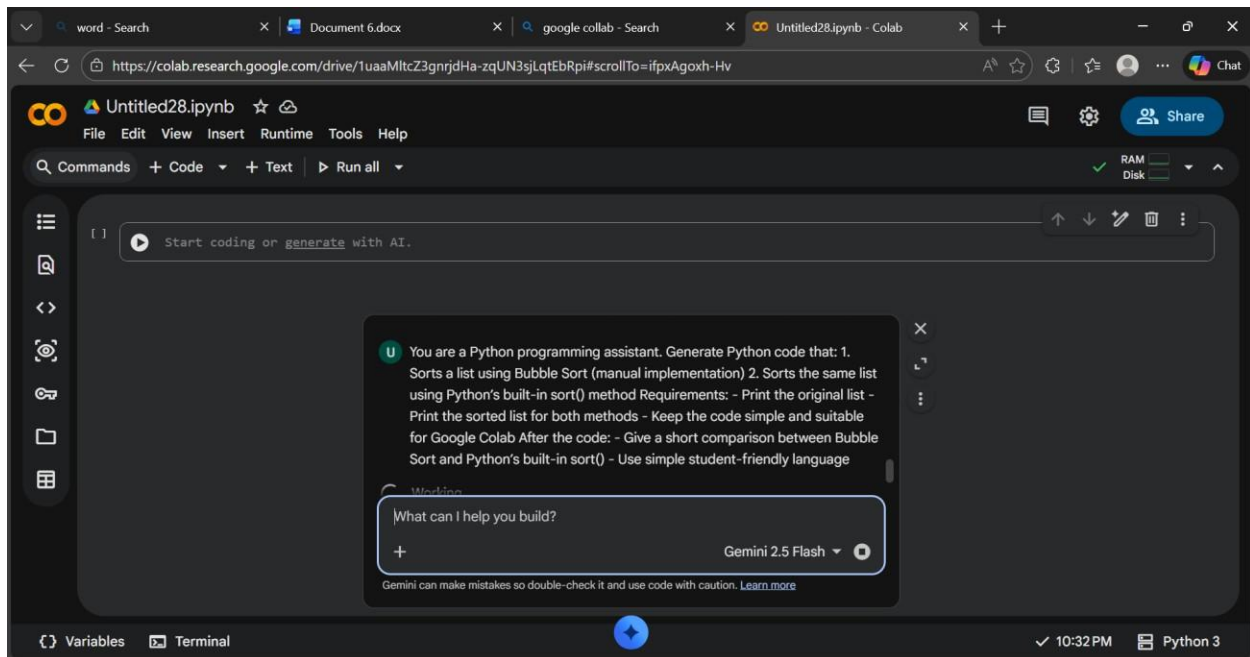 word - Search
Document 6.docx
google collab - Search
Untitled28.ipynb - Colab
https://colab.research.google.com/drive/1uaaMltcZ3gnrjdHa-zqUN3sjLqtEbRpi#scrollTo=ifpxAgoxh-Hv
Chat
Untitled28.ipynb
Share
File Edit View Insert Runtime Tools Help
Commands + Code + Text Run all
RAM
Disk
[ ] Start coding or generate with AI.
U You are a Python programming assistant. Generate Python code that: 1.
Sorts a list using Bubble Sort (manual implementation) 2. Sorts the same list
using Python's built-in sort() method Requirements: - Print the original list -
Print the sorted list for both methods - Keep the code simple and suitable
for Google Colab After the code: - Give a short comparison between Bubble
Sort and Python's built-in sort() - Use simple student-friendly language
Working
What can I help you build?
+ Gemini 2.5 Flash
Gemini can make mistakes so double-check it and use code with caution. Learn more
{} Variables Terminal
10:32 PM Python 3